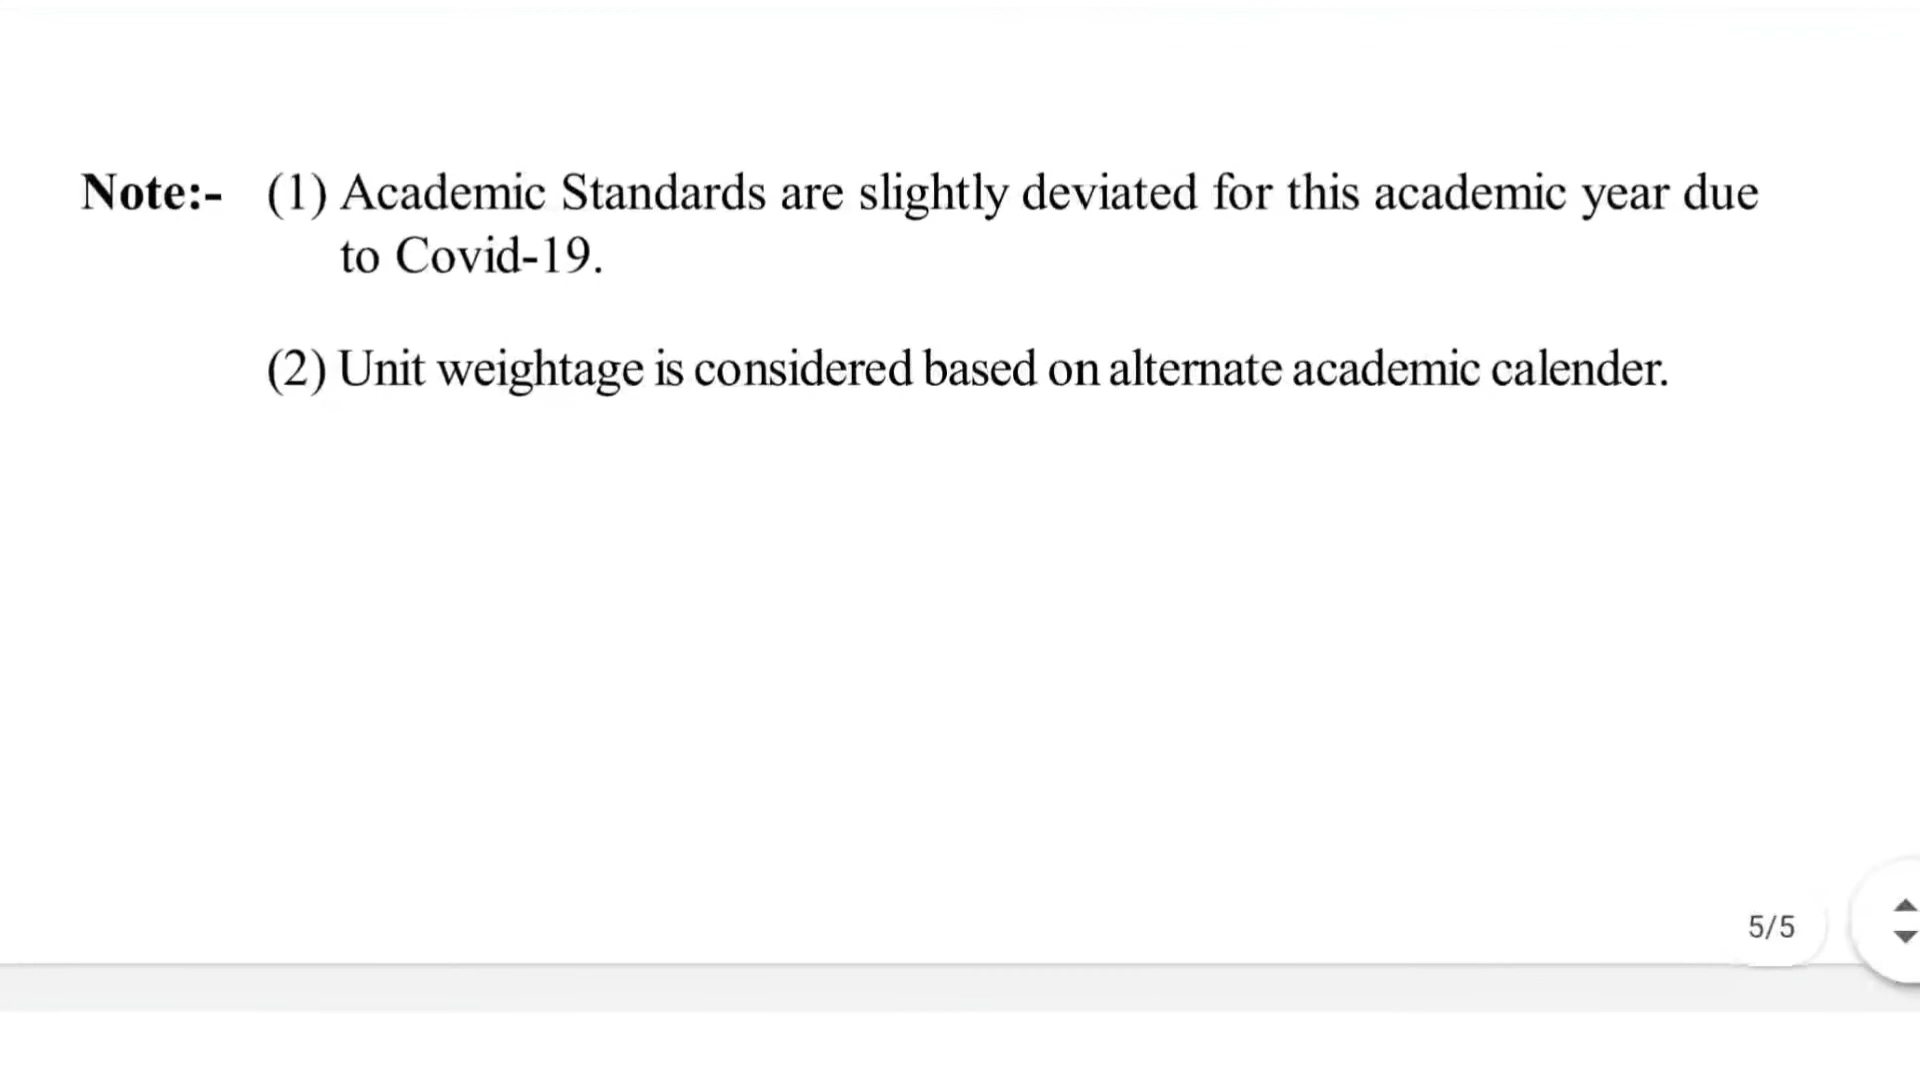 Note:- (1) Academic Standards are slightly deviated for this academic year due
to Covid-19.
(2) Unit weightage is considered based on alternate academic calender.
5/5